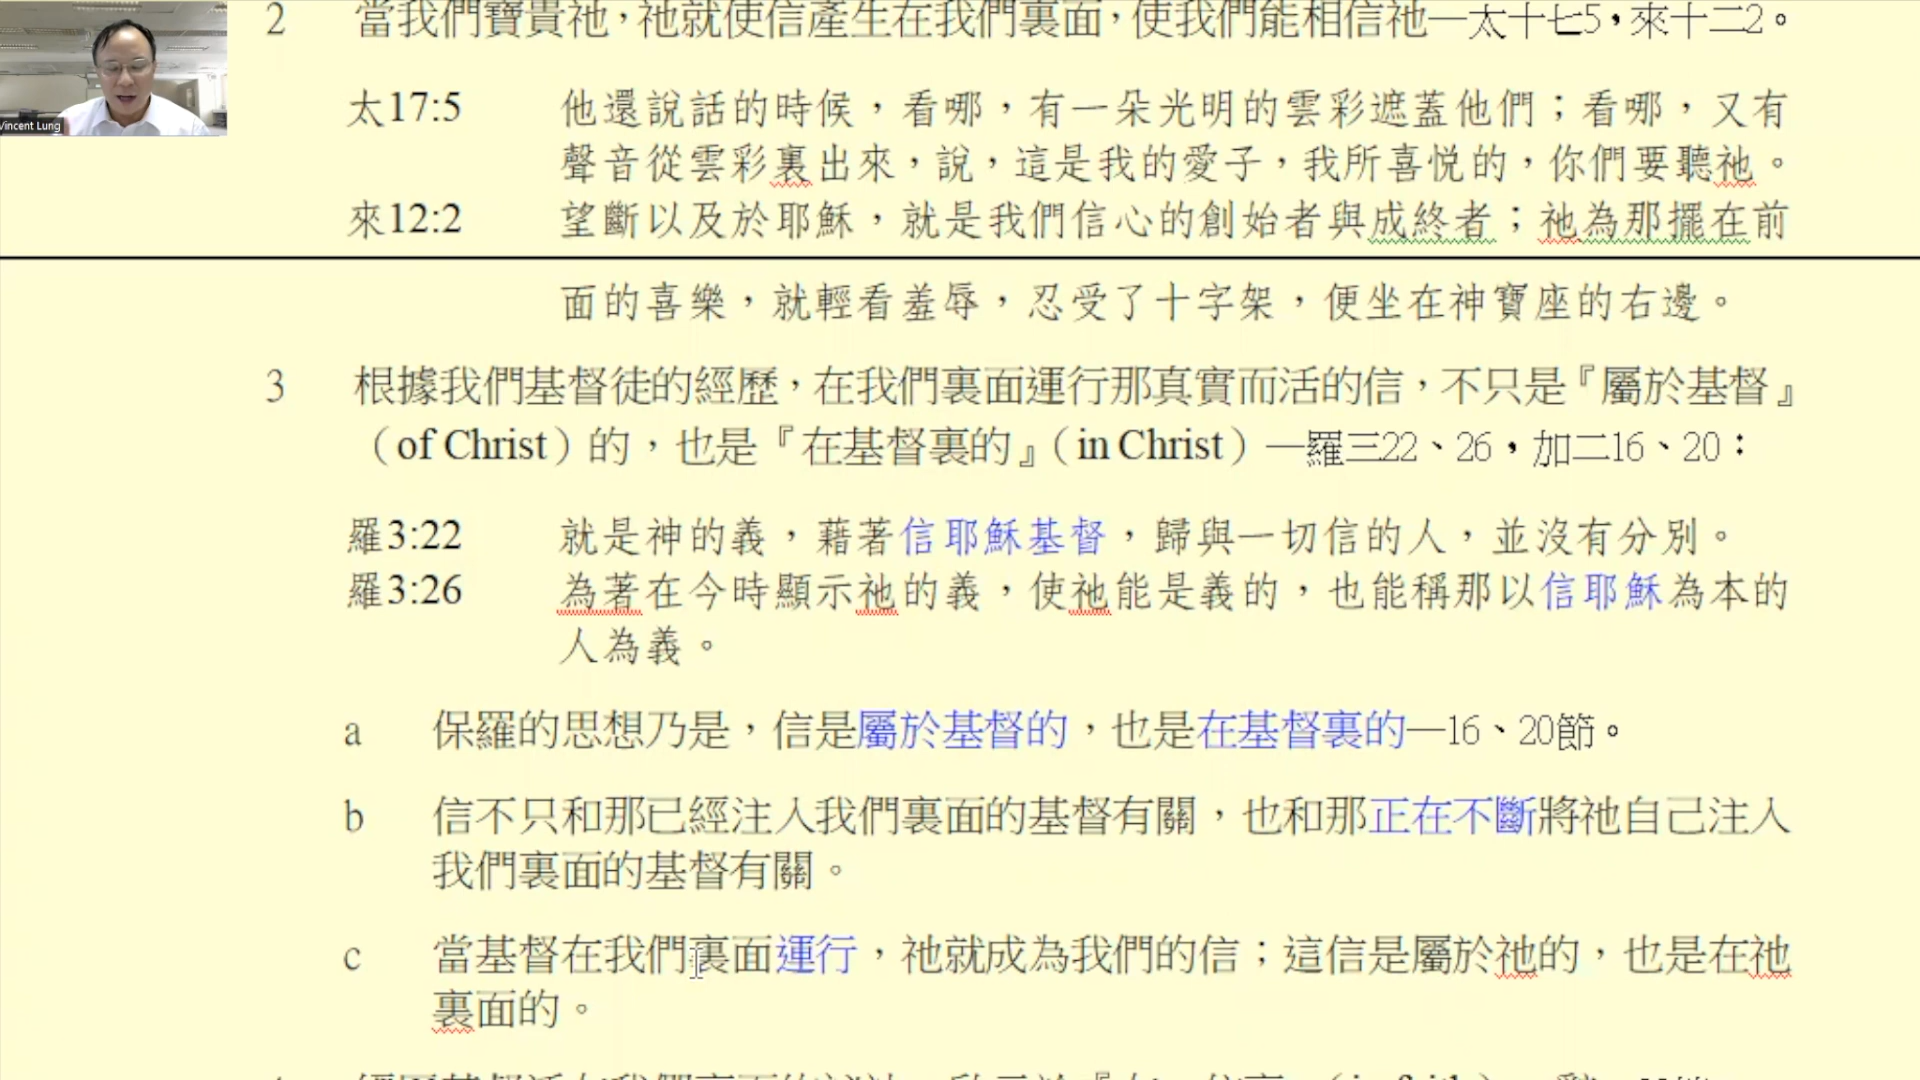 2 當我們寶貴祂，祂就使信產生在我們裏面，使我們能相信祂—太十七5，來十二2。
太17:5 他還說話的時候，看哪，有一朵光明的雲彩遮蓋他們；看哪，又有
聲音從雲彩裏出來，說，這是我的愛子，我所喜悅的，你們要聽祂。
來12:2 望斷以及於耶穌，就是我們信心的創始者與成終者；祂為那擺在前
面的喜樂，就輕看羞辱，忍受了十字架，便坐在神寶座的右邊。
3 根據我們基督徒的經歷，在我們裏面運行那真實而活的信，不只是『屬於基督』
（of Christ）的，也是『在基督裏的』（in Christ）—羅三22、26，加二16、20：
羅3:22 就是神的義，藉著信耶穌基督，歸與一切信的人，並沒有分別。
羅3:26 為著在今時顯示祂的義，使祂能是義的，也能稱那以信耶穌為本的
人為義。
a 保羅的思想乃是，信是屬於基督的，也是在基督裏的—16、20節。
b 信不只和那已經注入我們裏面的基督有關，也和那正在不斷將祂自己注入
我們裏面的基督有關。
c 當基督在我們裏面運行，祂就成為我們的信；這信是屬於祂的，也是在祂
裏面的。
Vincent Lung